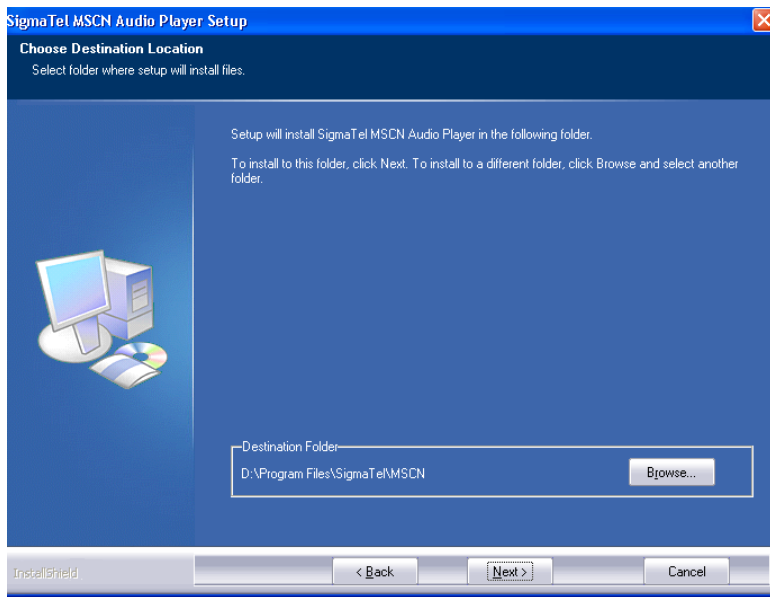 SigmaTel MSCN Audio Player Setup
Choose Destination Location
Select folder where setup will install files.
Setup will install SigmaTel MSCN Audio Player in the following folder.
To install to this folder, click Next. To install to a different folder, click Browse and select another
folder.
Destination Folder
D:\Program Files\SigmaTel\MSCN
Browse...
InstallShield
< Back
Next >
Cancel